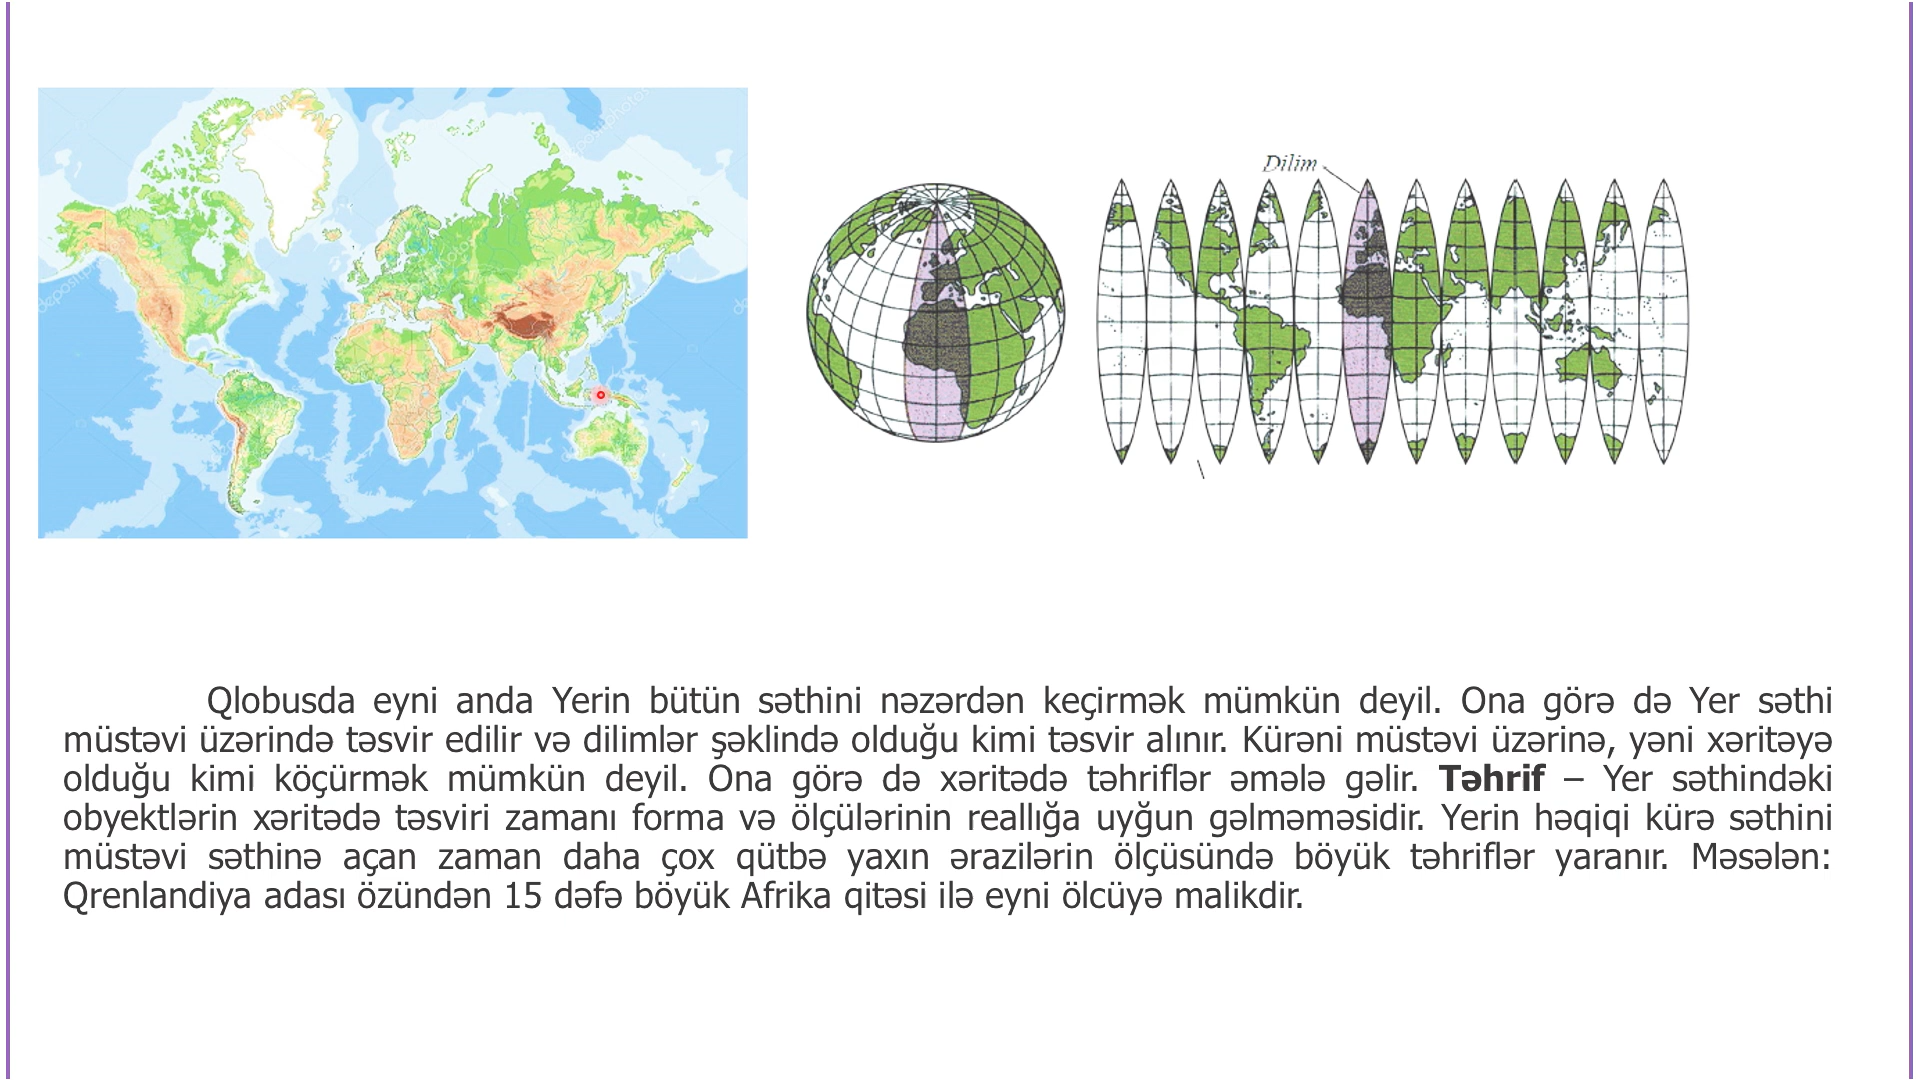 Dilim
Qlobusda eyni anda Yerin bütün səthini nəzərdən keçirmək mümkün deyil. Ona görə də Yer səthi
müstəvi üzərində təsvir edilir və dilimlər şəklində olduğu kimi təsvir alınır. Kürəni müstəvi üzərinə, yəni xəritəyə
olduğu kimi köçürmək mümkün deyil. Ona görə də xəritədə təhriflər əmələ gəlir. Təhrif – Yer səthindəki
obyektlərin xəritədə təsviri zamanı forma və ölçülərinin reallığa uyğun gəlməməsidir. Yerin həqiqi kürə səthini
müstəvi səthinə açan zaman daha çox qütbə yaxın ərazilərin ölçüsündə böyük təhriflər yaranır. Məsələn:
Qrenlandiya adası özündən 15 dəfə böyük Afrika qitəsi ilə eyni ölcüyə malikdir.